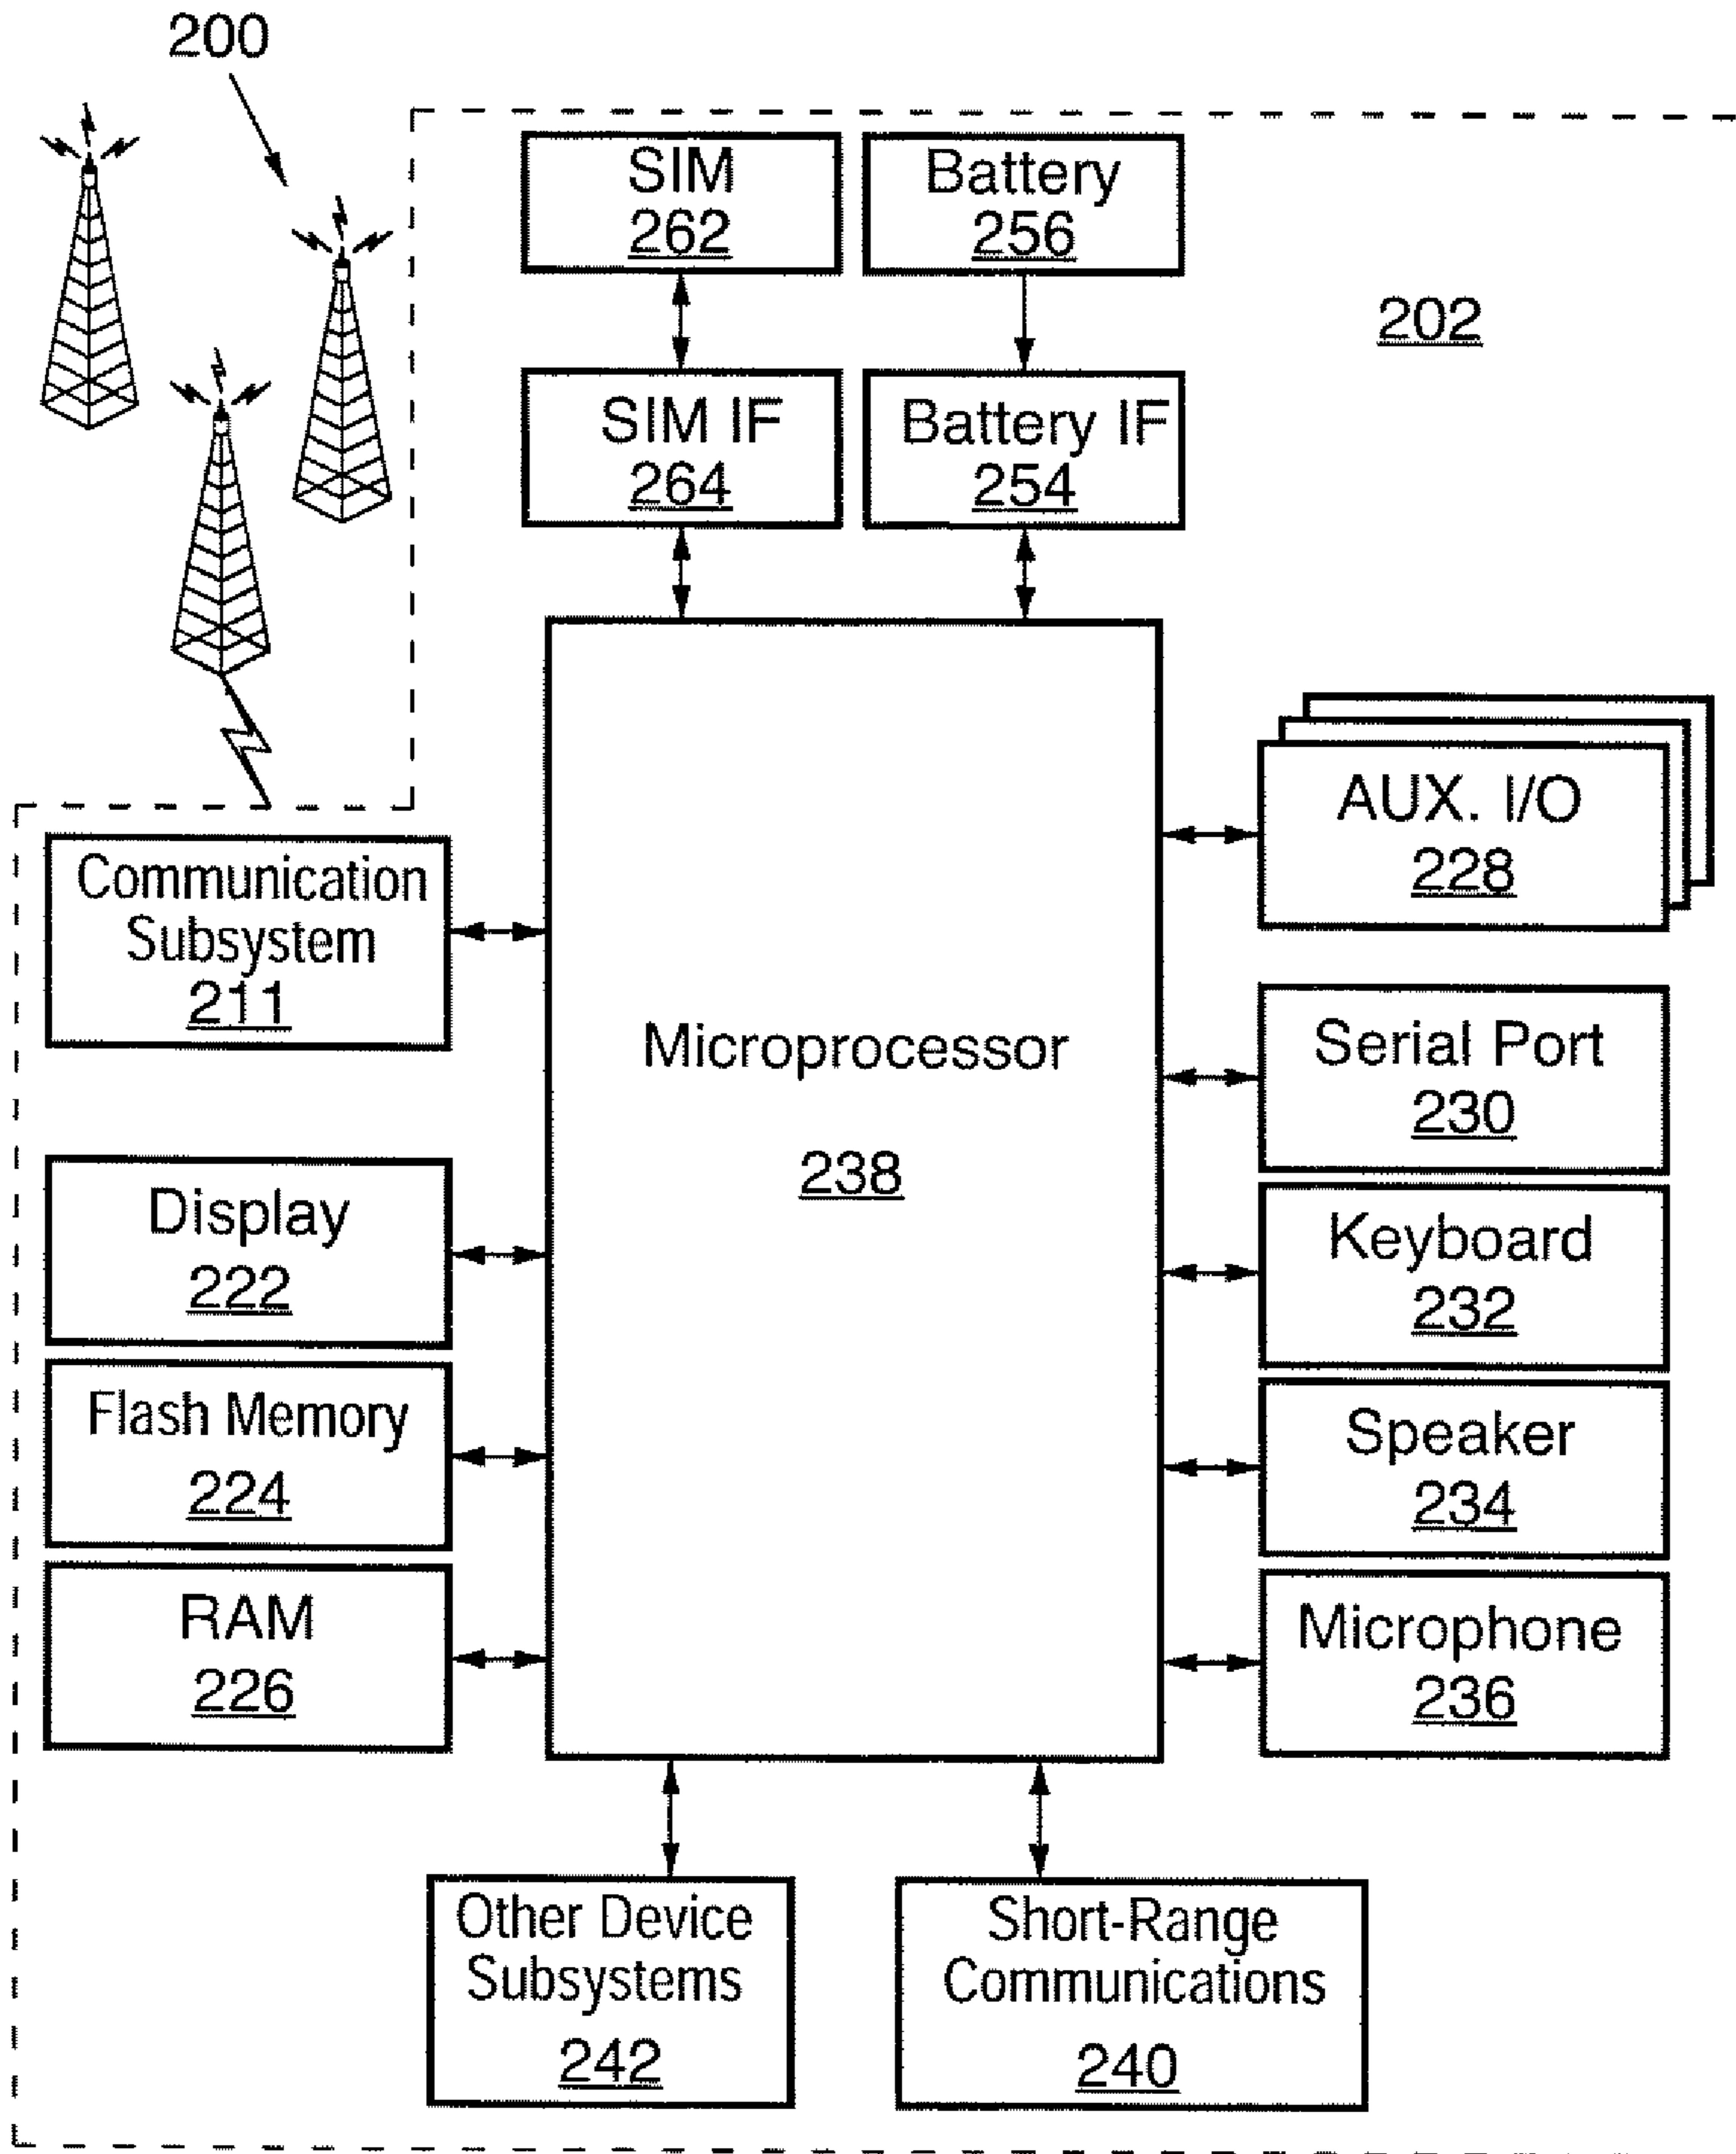 200
SIM
262
Battery
256
202
SIM IF
264
Battery IF
254
AUX. I/O
228
Communication
Subsystem
211
Microprocessor
238
Serial Port
230
Display
222
Keyboard
232
Flash Memory
224
Speaker
234
RAM
226
Microphone
236
Other Device
Subsystems
242
Short-Range
Communications
240